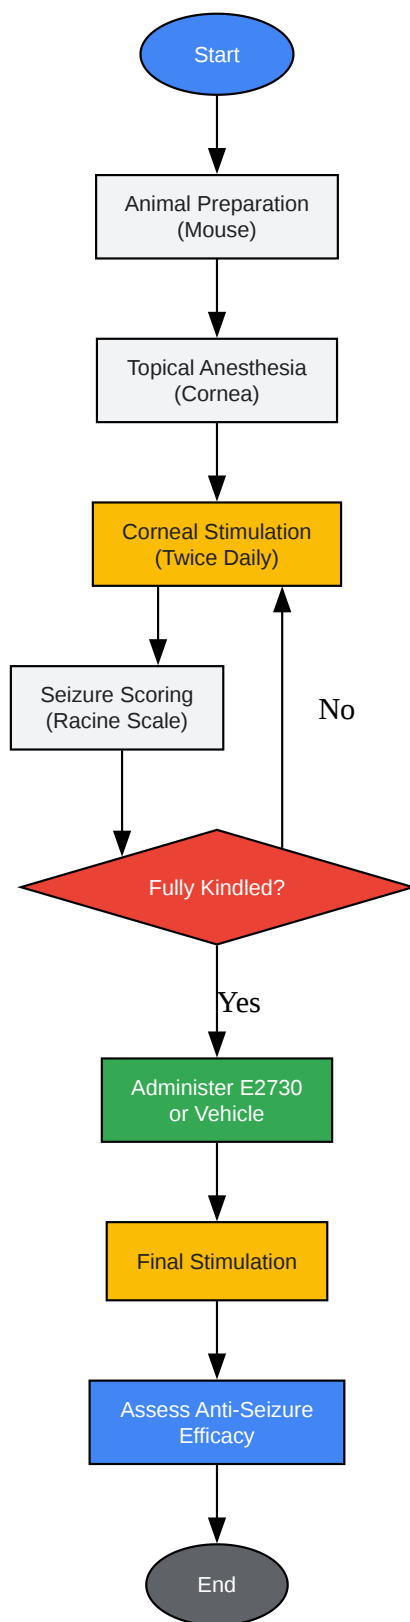 Start
Animal Preparation
(Mouse)
Topical Anesthesia
(Cornea)
Corneal Stimulation
(Twice Daily)
Seizure Scoring
(Racine Scale)
No
Fully Kindled?
Yes
Administer E2730
or Vehicle
Final Stimulation
Assess Anti-Seizure
Efficacy
End